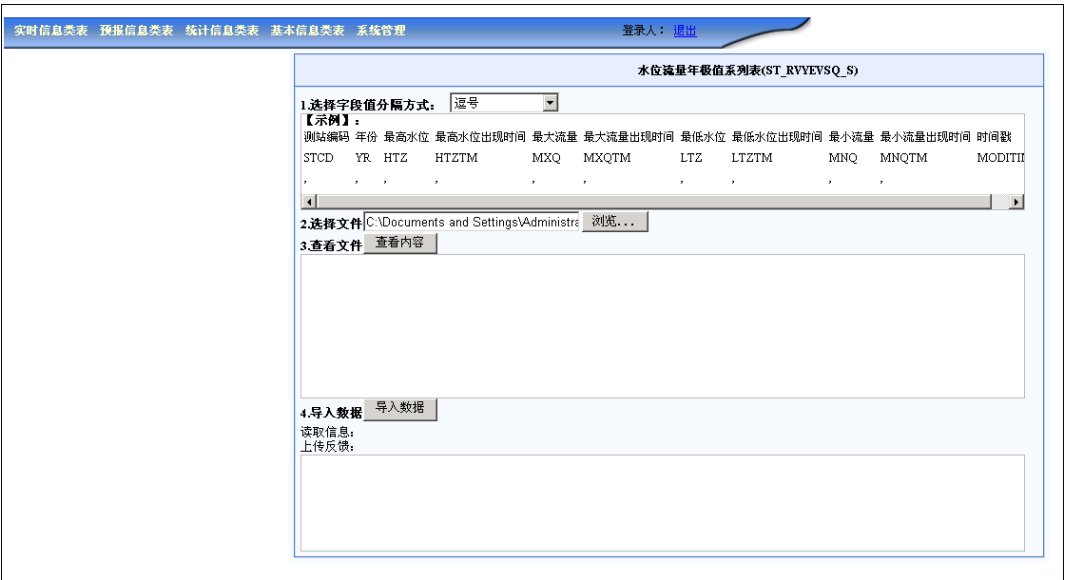 实时信息类表 预报信息类表 统计信息类表 基本信息类表 系统管理 登录人： 退出
水位流量年极值系列表(ST_RVYEVSQ_S)
1.选择字段值分隔方式： 逗号
【示例】：
测站编码 年份 最高水位 最高水位出现时间 最大流量 最大流量出现时间 最低水位 最低水位出现时间 最小流量 最小流量出现时间 时间戳
STCD YR HTZ HTZTM MXQ MXQTM LTZ LTZTM MNQ MNQTM MODITII
, , , , , , , , , ,
2.选择文件 C:\Documents and Settings\Administra 浏览...
3.查看文件 查看内容
4.导入数据 导入数据
读取信息：
上传反馈：